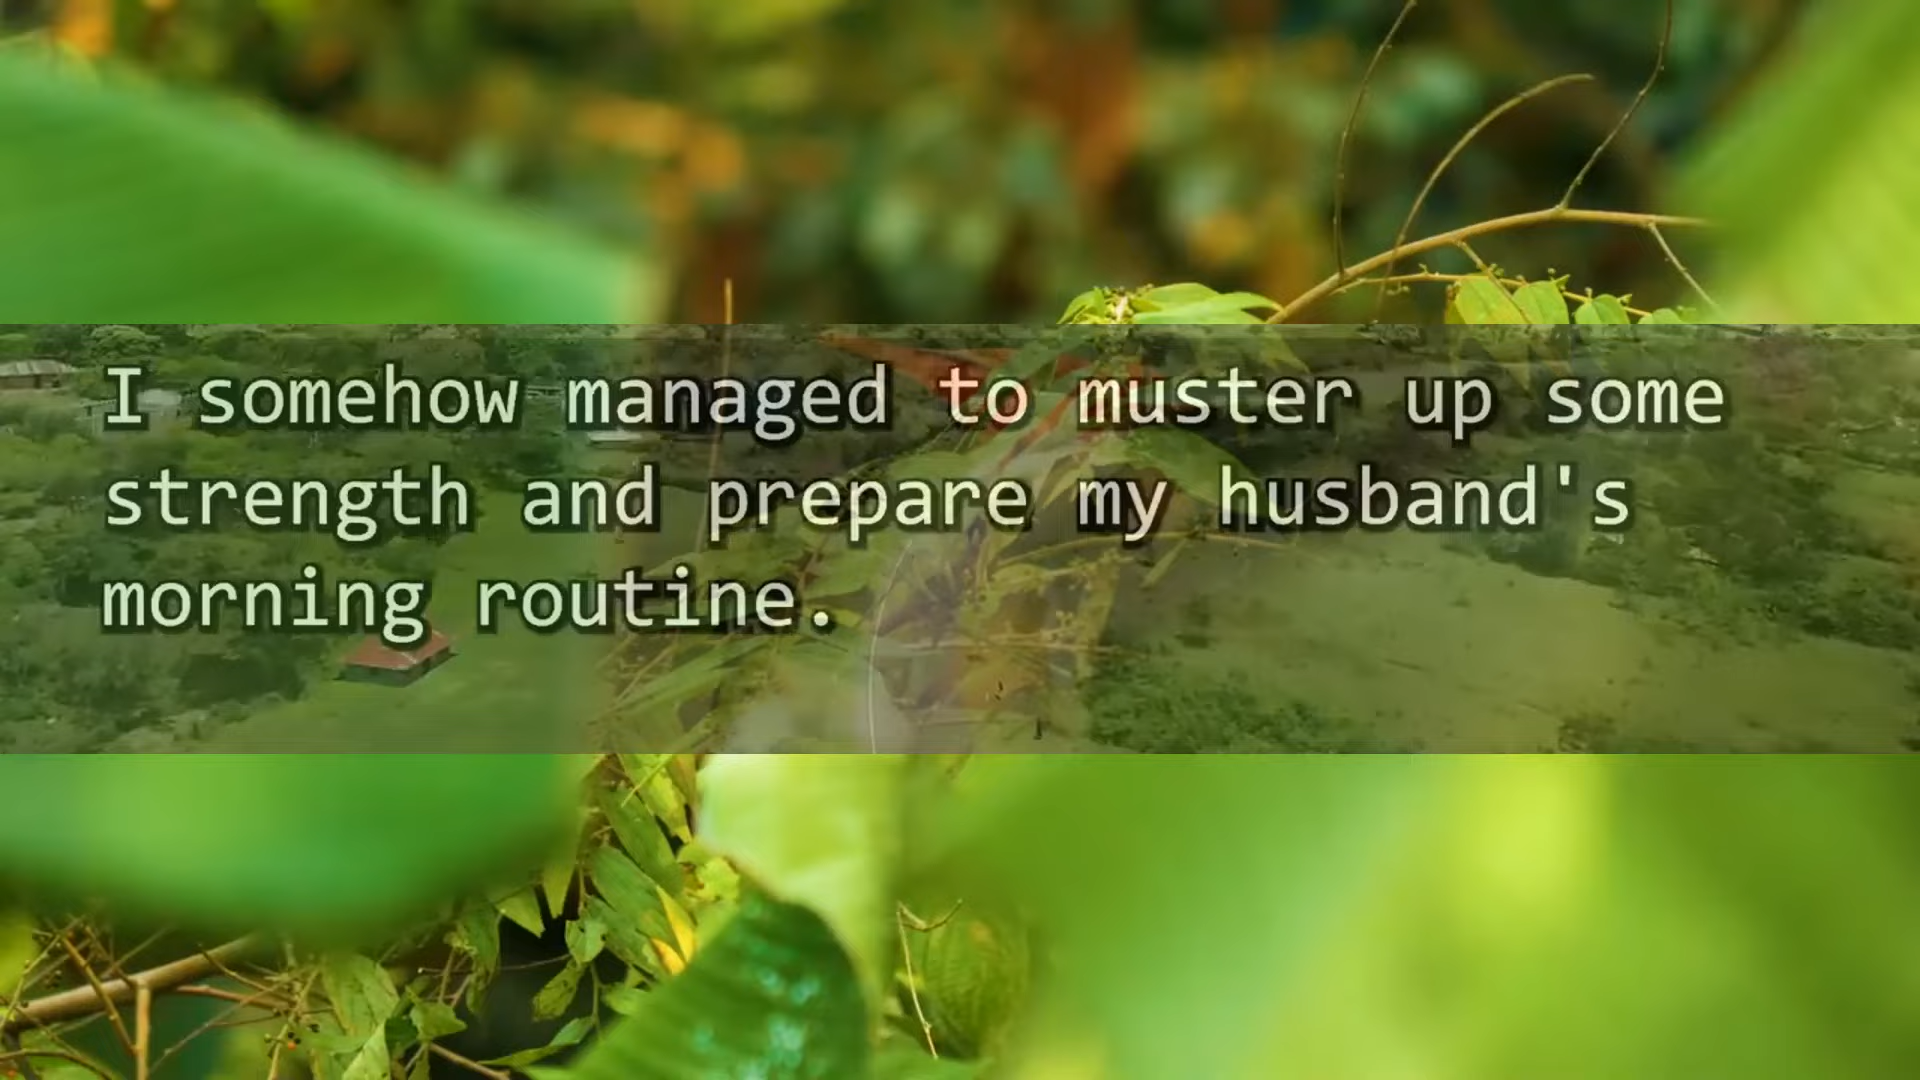 I somehow managed to muster up some
strength and prepare my husband's
morning routine.